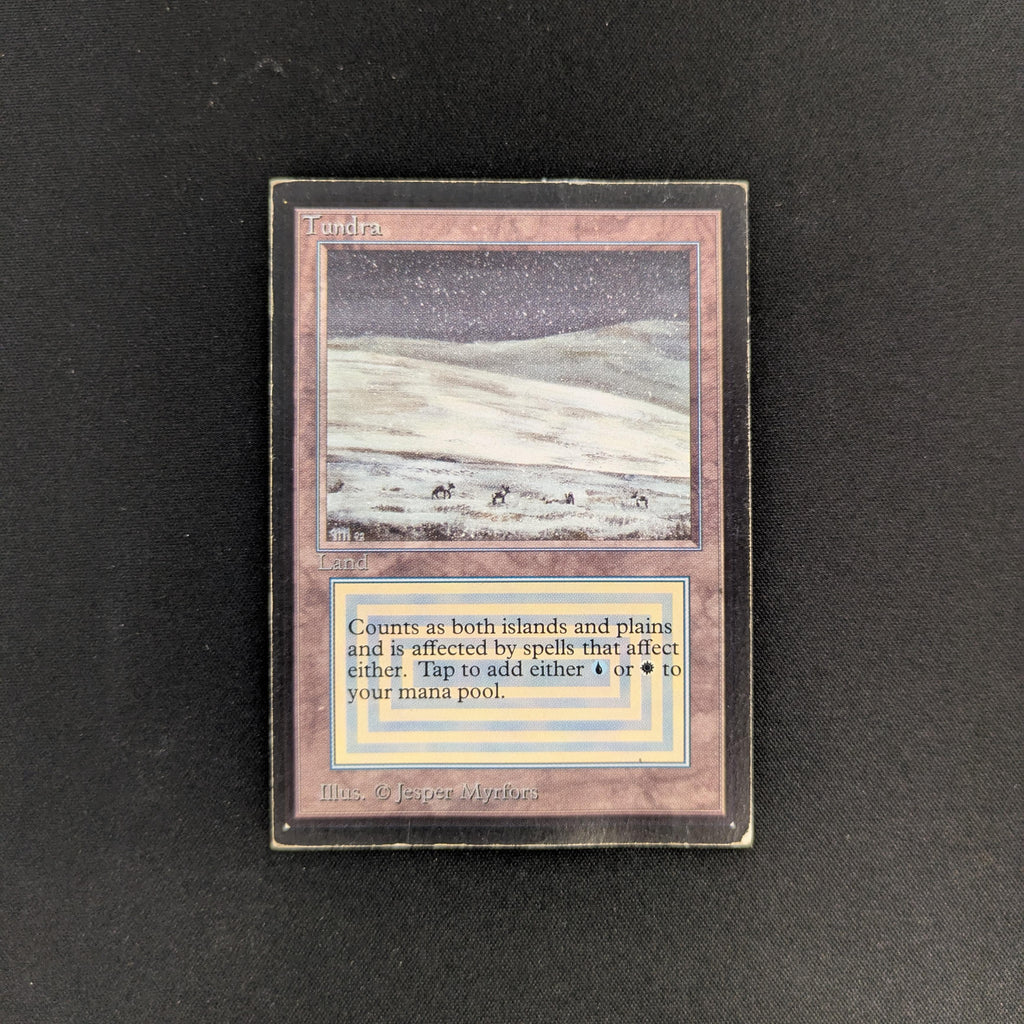 Tundra
Land
Counts as both islands and plains
and is affected by spells that affect
either. Tap to add either or to
your mana pool.
Illus. © Jesper Myrfors